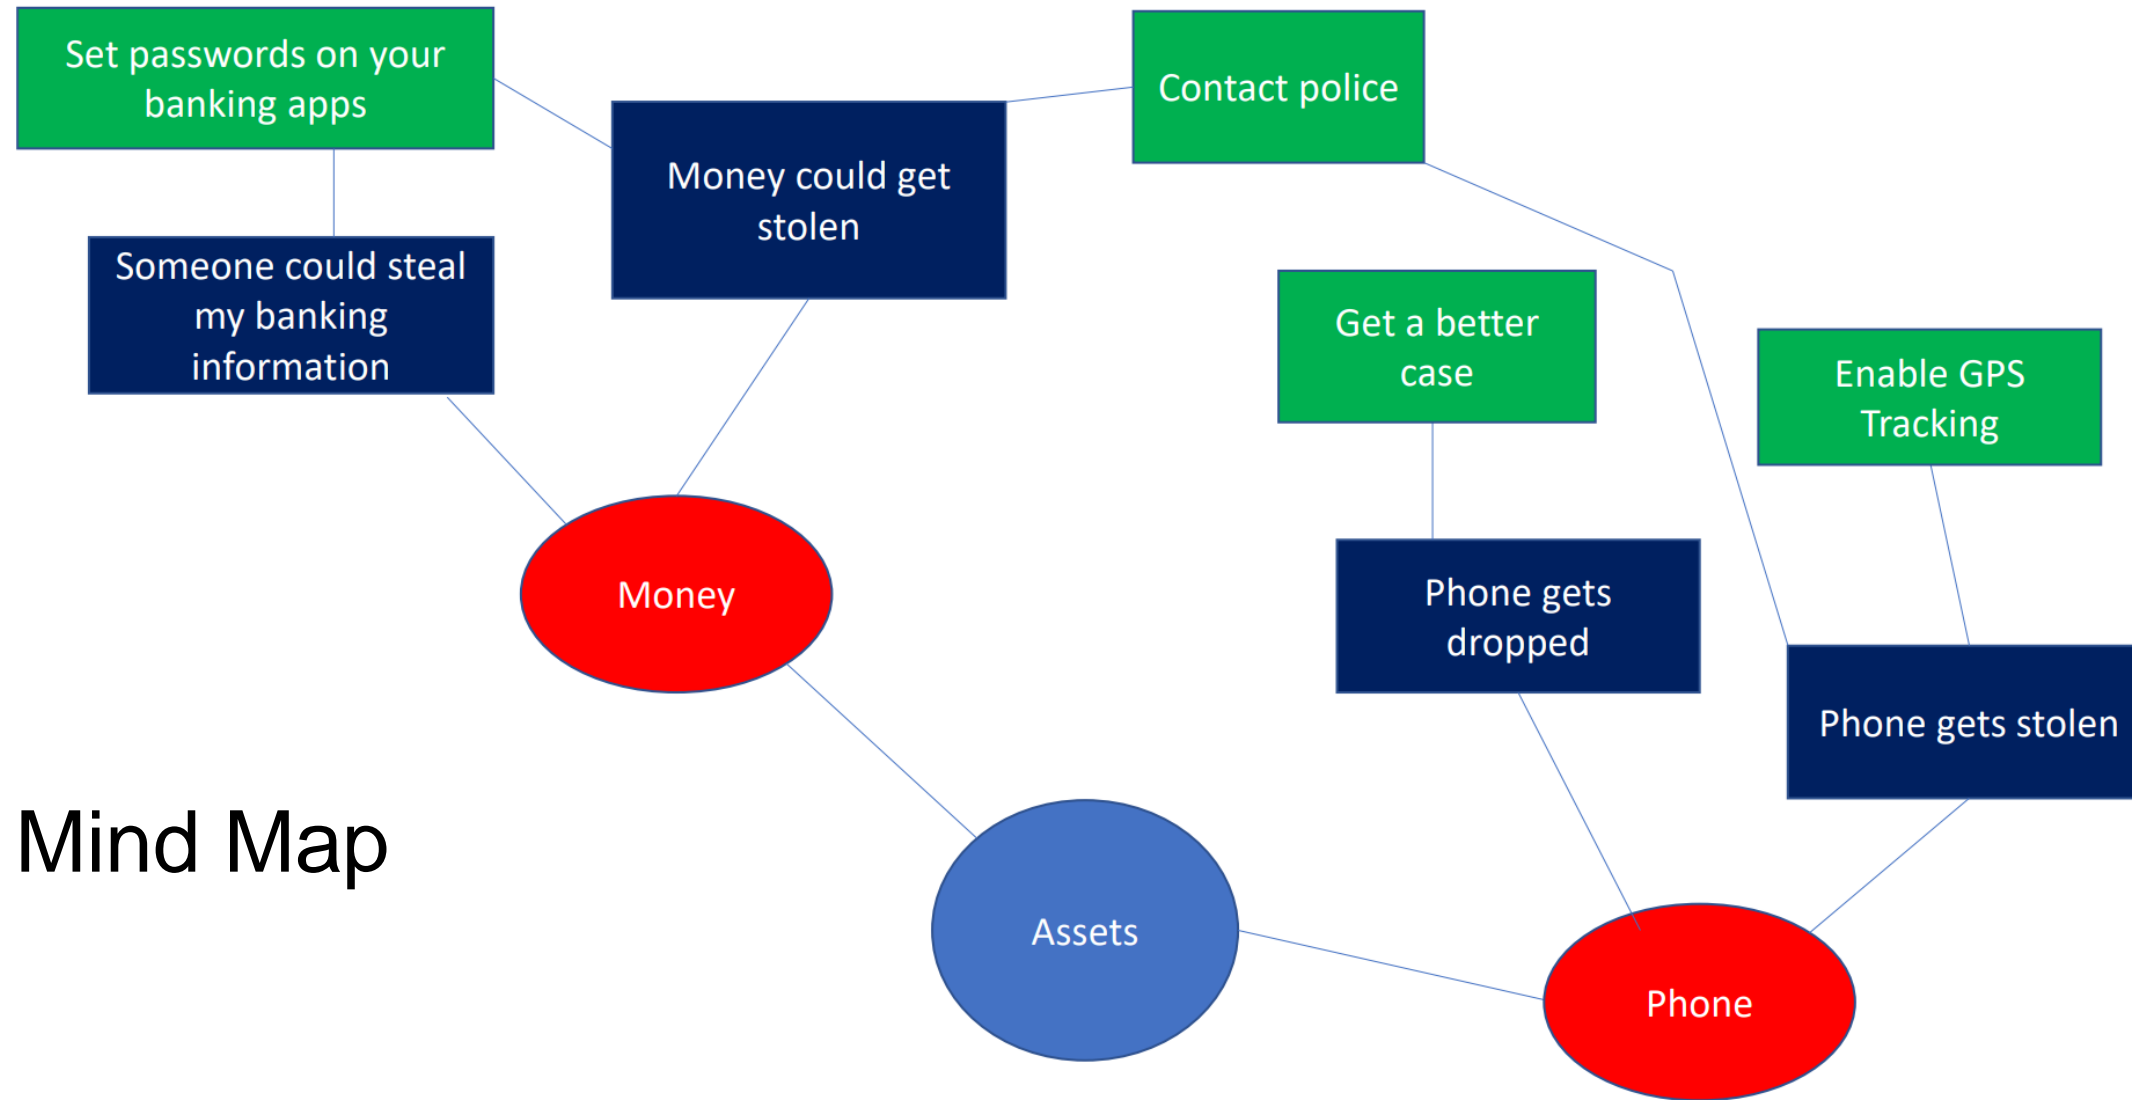 Set passwords on your
banking apps
Contact police
Money could get
stolen
Someone could steal
my banking
information
Get a better
case
Enable GPS
Tracking
Money
Phone gets
dropped
Phone gets stolen
Mind Map
Assets
Phone